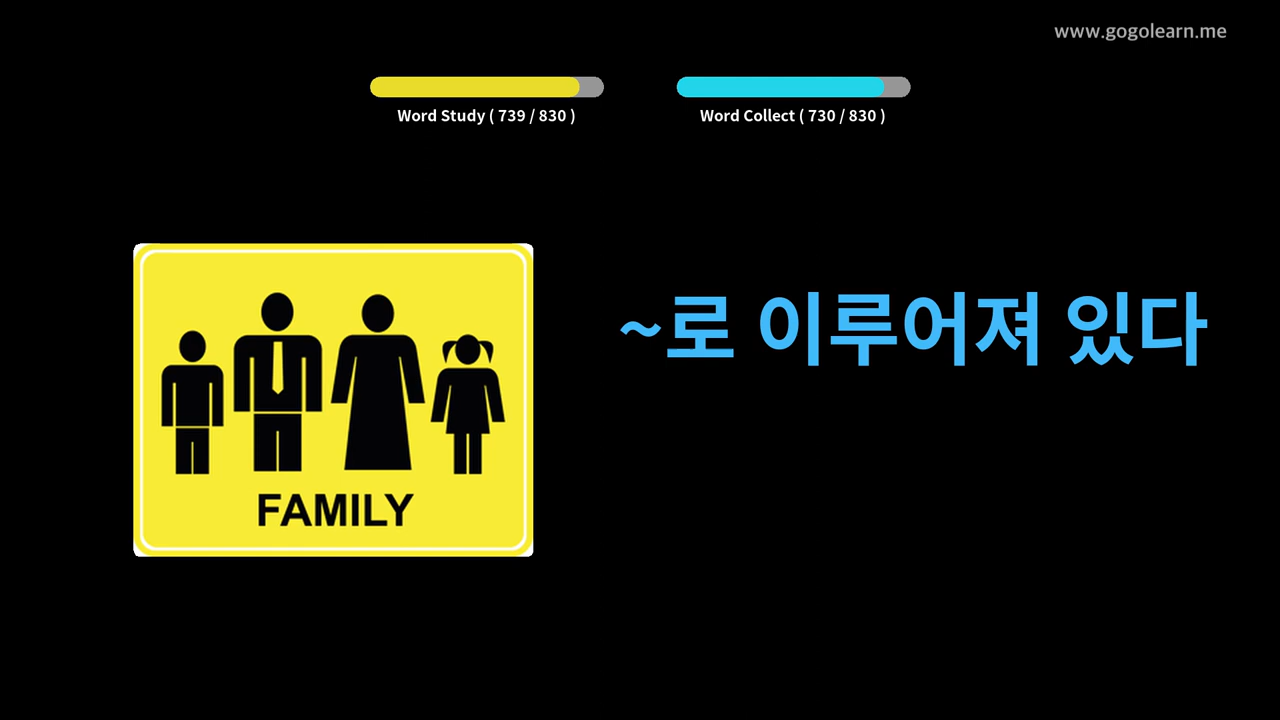 www.gogolearn.me
Word Study ( 739 / 830 )
Word Collect ( 730 / 830 )
~로 이루어져 있다
FAMILY